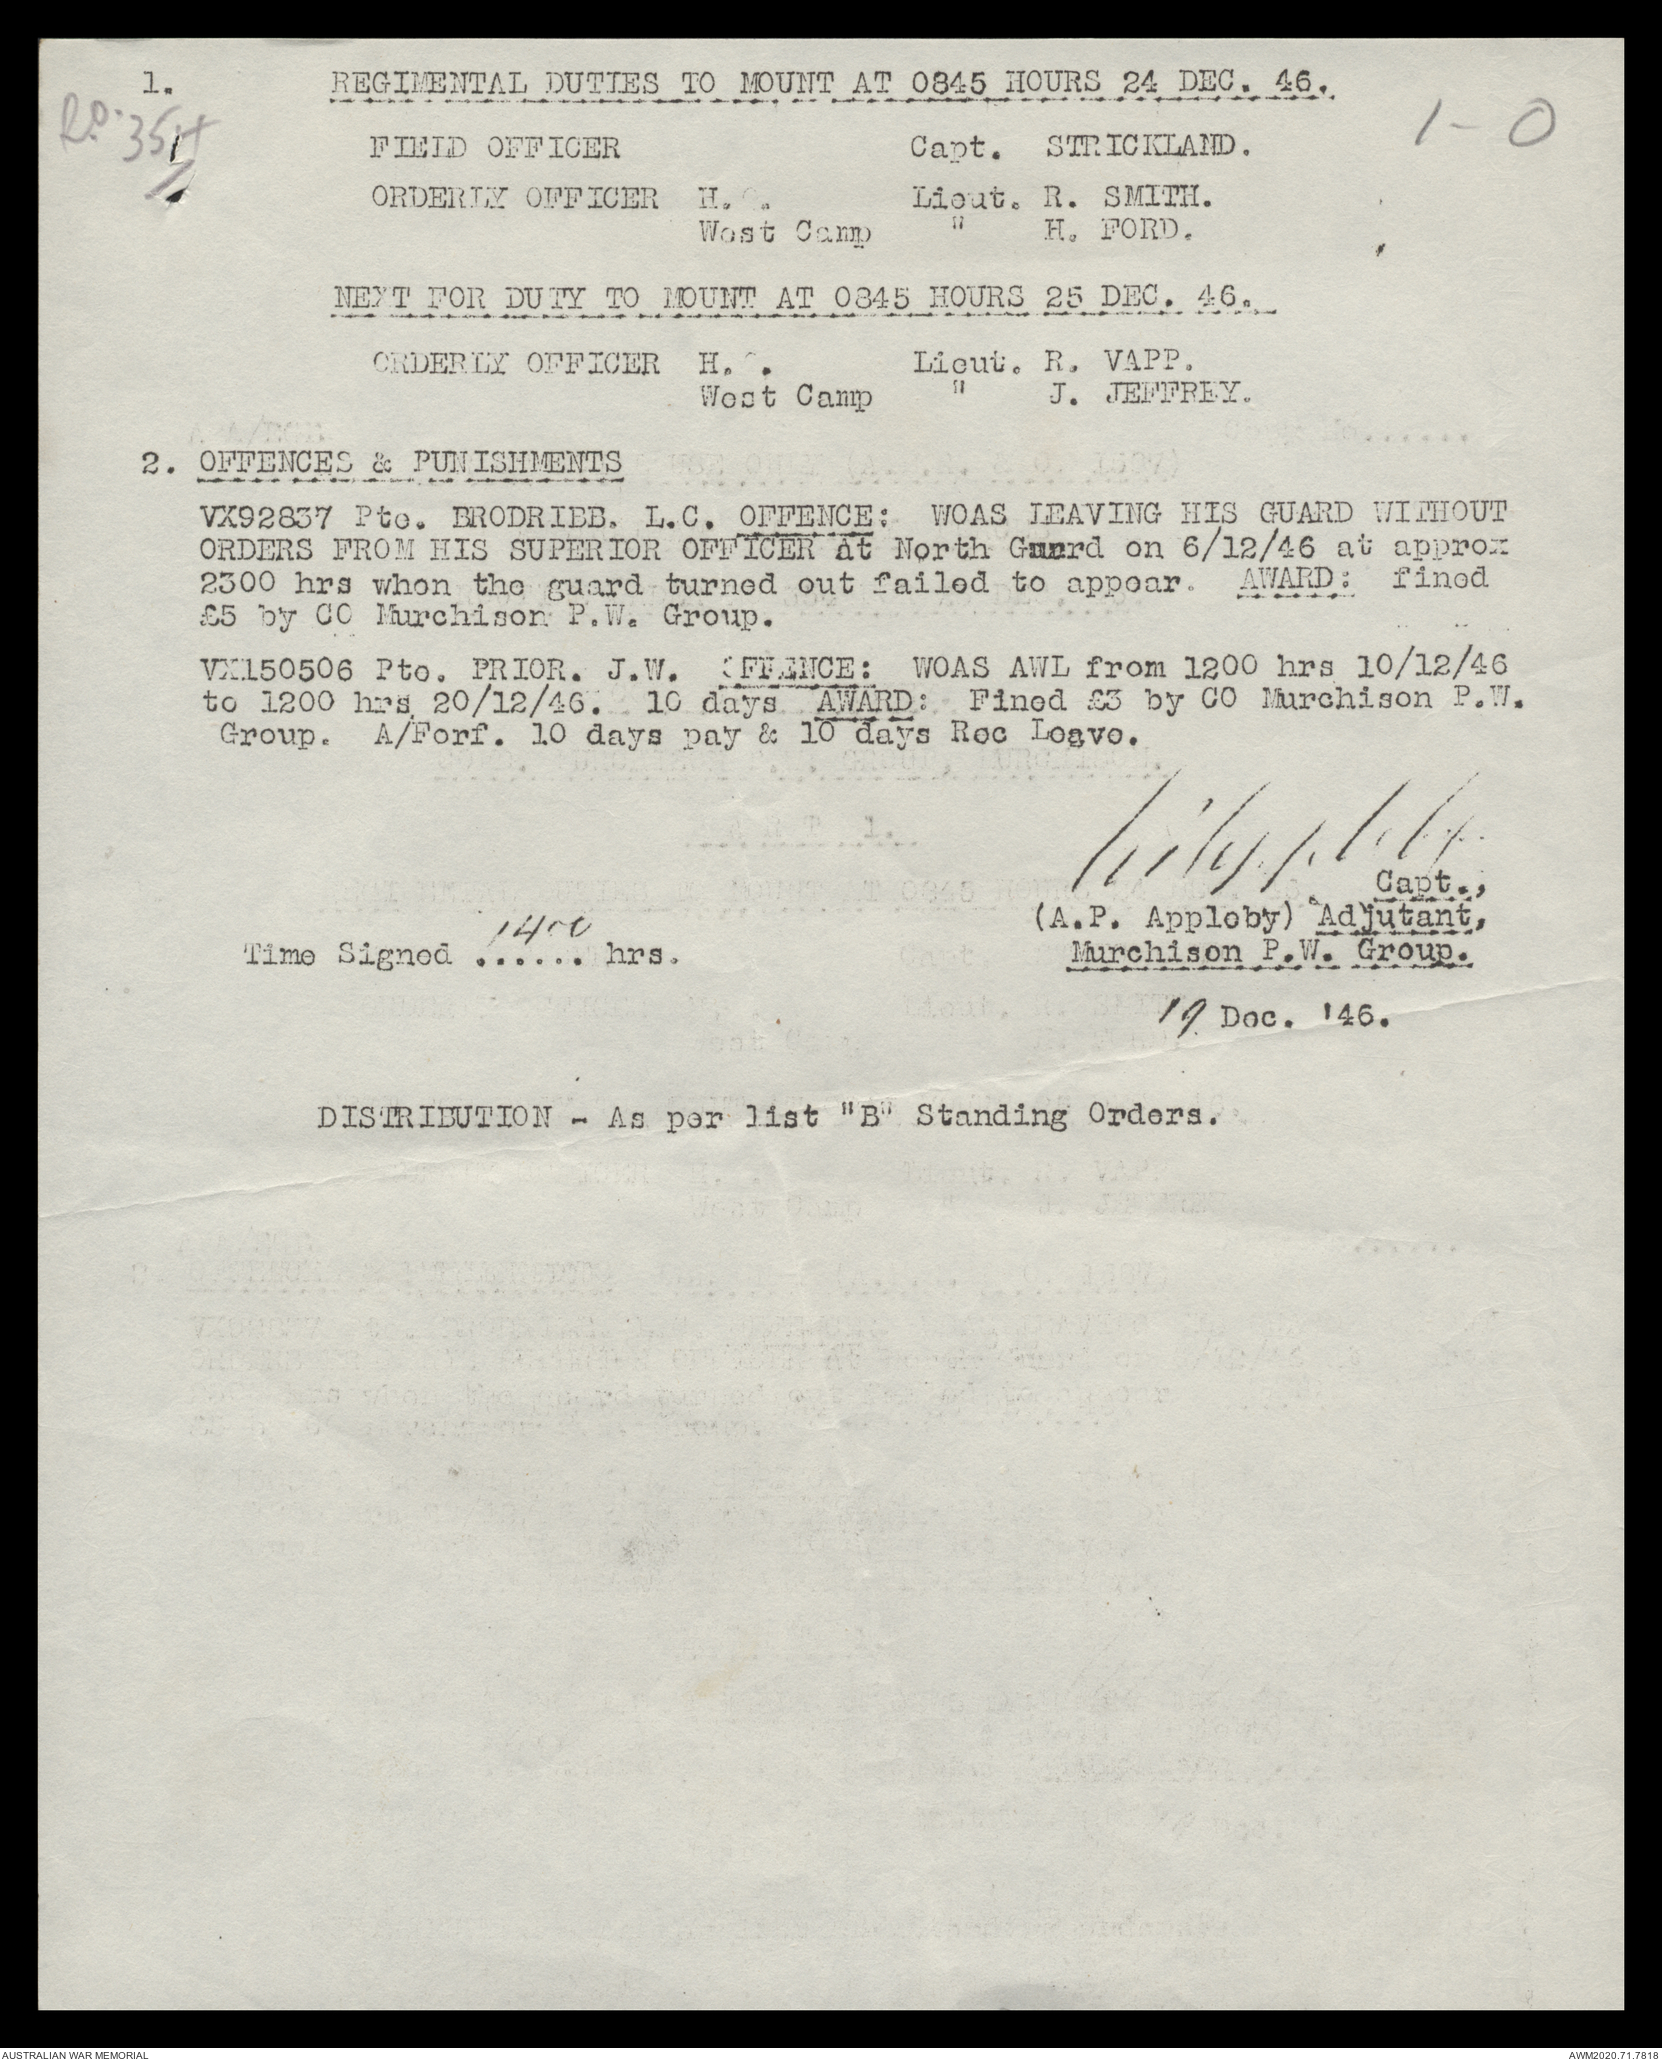 1. REGIMENTAL DUTIES TO MOUNT AT 0845 HOURS 24 DEC. 46.
R.O. 354
1 - 0
FIELD OFFICER Capt. STRICKLAND.
ORDERLY OFFICER H. . Lieut. R. SMITH.
West Camp " H. FORD.
NEXT FOR DUTY TO MOUNT AT 0845 HOURS 25 DEC. 46.
ORDERLY OFFICER H. . Lieut. R. VAPP.
West Camp " J. JEFFREY.
2. OFFENCES & PUNISHMENTS
VX92837 Pte. BRODRIBB. L.C. OFFENCE: WOAS LEAVING HIS GUARD WITHOUT
ORDERS FROM HIS SUPERIOR OFFICER At North Guard on 6/12/46 at approx
2300 hrs when the guard turned out failed to appear. AWARD: fined
£5 by CO Murchison P.W. Group.
VX150506 Pte. PRIOR. J.W. OFFENCE: WOAS AWL from 1200 hrs 10/12/46
to 1200 hrs 20/12/46. 10 days AWARD: Fined £3 by CO Murchison P.W.
Group. A/Forf. 10 days pay & 10 days Rec Leave.
Capt.,
(A.P. Appleby) Adjutant,
Time Signed 1400 hrs. Murchison P.W. Group.
19 Dec. '46.
DISTRIBUTION - As per list "B" Standing Orders.
AUSTRALIAN WAR MEMORIAL AWM2020.71.7818